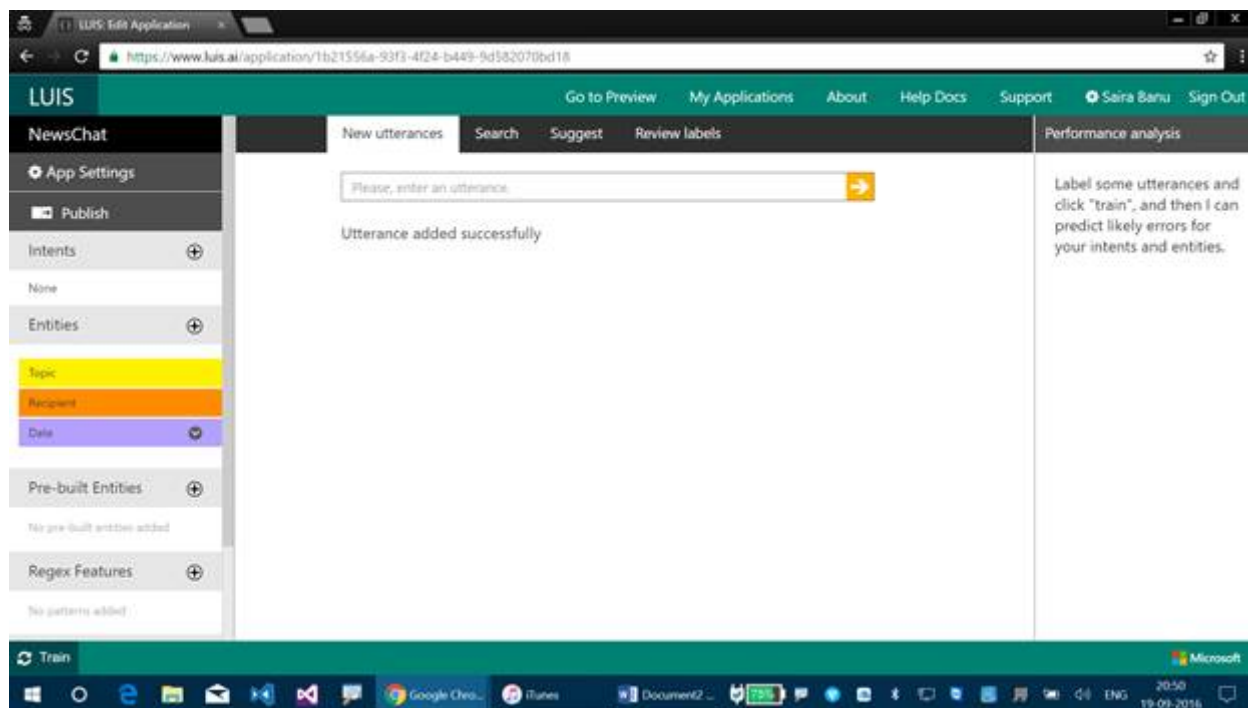 LUIS: Edit Application
https://www.luis.ai/application/1b21556a-93f3-4f24-b449-9d582070bd18
LUIS
Go to Preview My Applications About Help Docs Support Saira Banu Sign Out
NewsChat
New utterances Search Suggest Review labels
Performance analysis
App Settings
Publish
Intents
None
Entities
Topic
Recipient
Date
Pre-built Entities
No pre-built entities added
Regex Features
No patterns added
Please, enter an utterance.
Utterance added successfully
Label some utterances and
click "train", and then I can
predict likely errors for
your intents and entities.
Train
Microsoft
Google Chro... iTunes Document2 - 75% ENG 20:50
19-09-2016